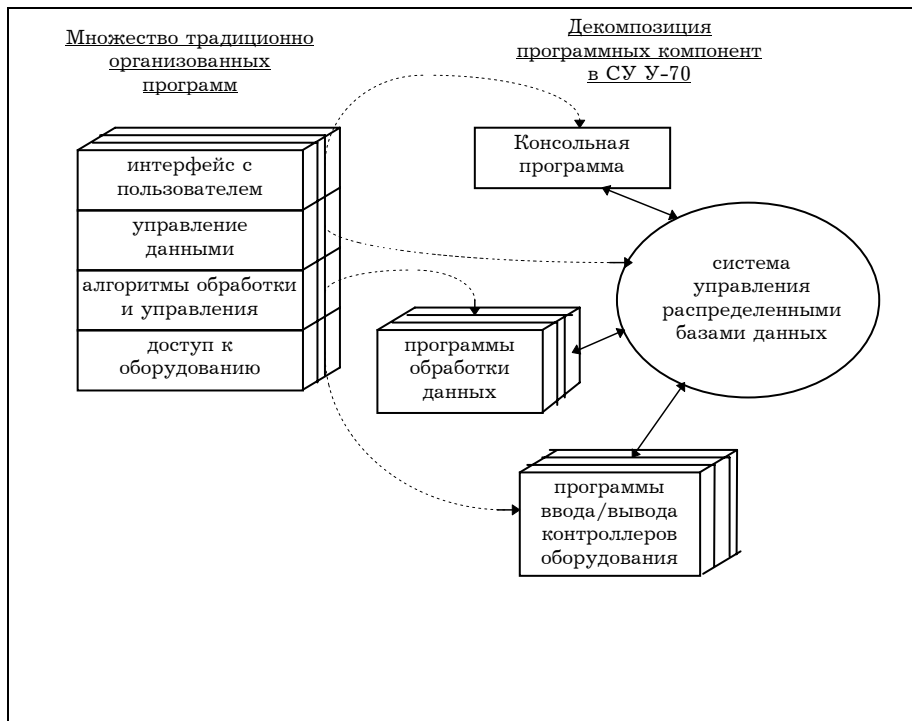 Множество традиционно
организованных
программ
Декомпозиция
программных компонент
в СУ У-70
интерфейс с
пользователем
управление
данными
алгоритмы обработки
и управления
доступ к
оборудованию
Консольная
программа
система
управления
распределенными
базами данных
программы
обработки
данных
программы
ввода/вывода
контроллеров
оборудования